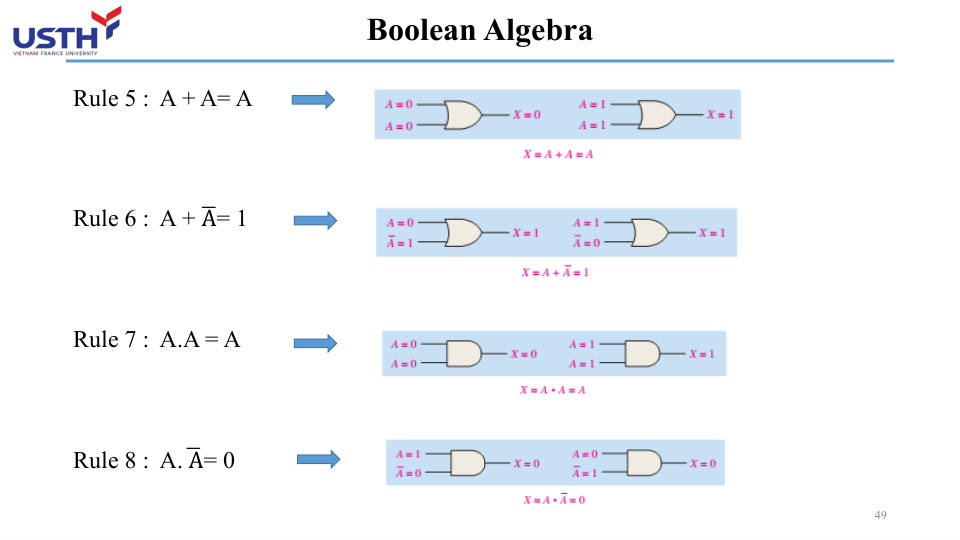 USTH
VIETNAM FRANCE UNIVERSITY
Boolean Algebra
Rule 5 : A + A= A
A = 0
A = 0
X = 0
A = 1
A = 1
X = 1
X = A + A = A
Rule 6 : A + A̅= 1
A = 0
A̅ = 1
X = 1
A = 1
A̅ = 0
X = 1
X = A + A̅ = 1
Rule 7 : A.A = A
A = 0
A = 0
X = 0
A = 1
A = 1
X = 1
X = A • A = A
Rule 8 : A. A̅= 0
A = 1
A̅ = 0
X = 0
A = 0
A̅ = 1
X = 0
X = A • A̅ = 0
49